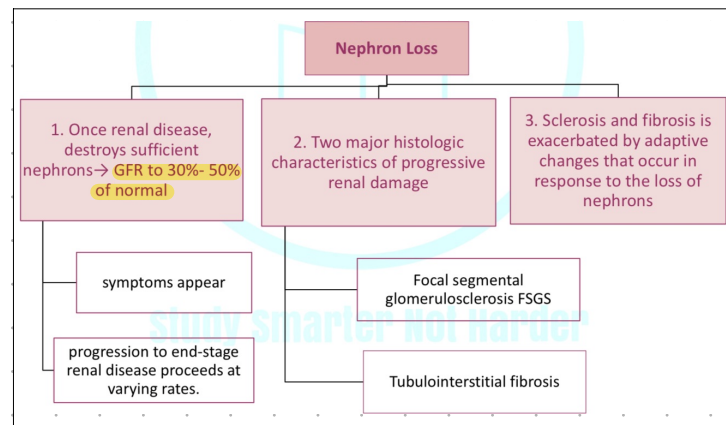 Nephron Loss
1. Once renal disease,
destroys sufficient
nephrons→ GFR to 30%- 50%
of normal
symptoms appear
progression to end-stage
renal disease proceeds at
varying rates.
2. Two major histologic
characteristics of progressive
renal damage
Focal segmental
glomerulosclerosis FSGS
Tubulointerstitial fibrosis
3. Sclerosis and fibrosis is
exacerbated by adaptive
changes that occur in
response to the loss of
nephrons
Study Smarter Not Harder